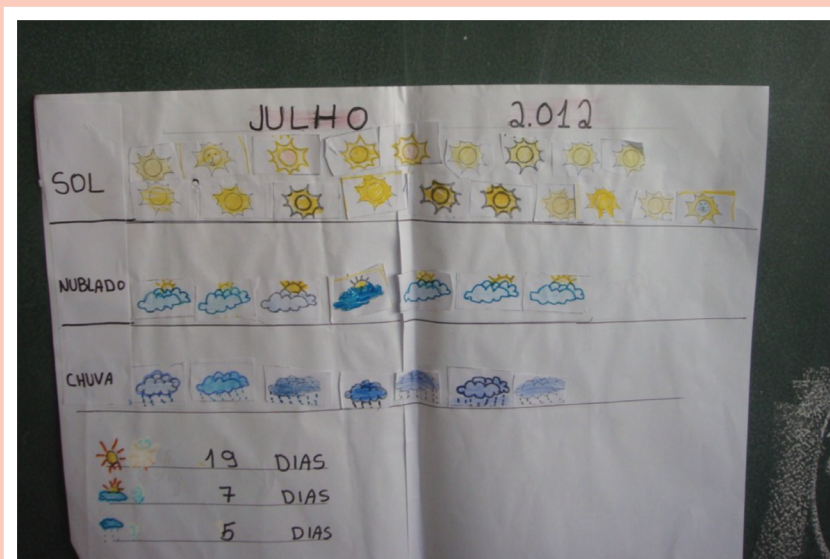 JULHO 2.012
SOL
NUBLADO
CHUVA
19 DIAS
7 DIAS
5 DIAS